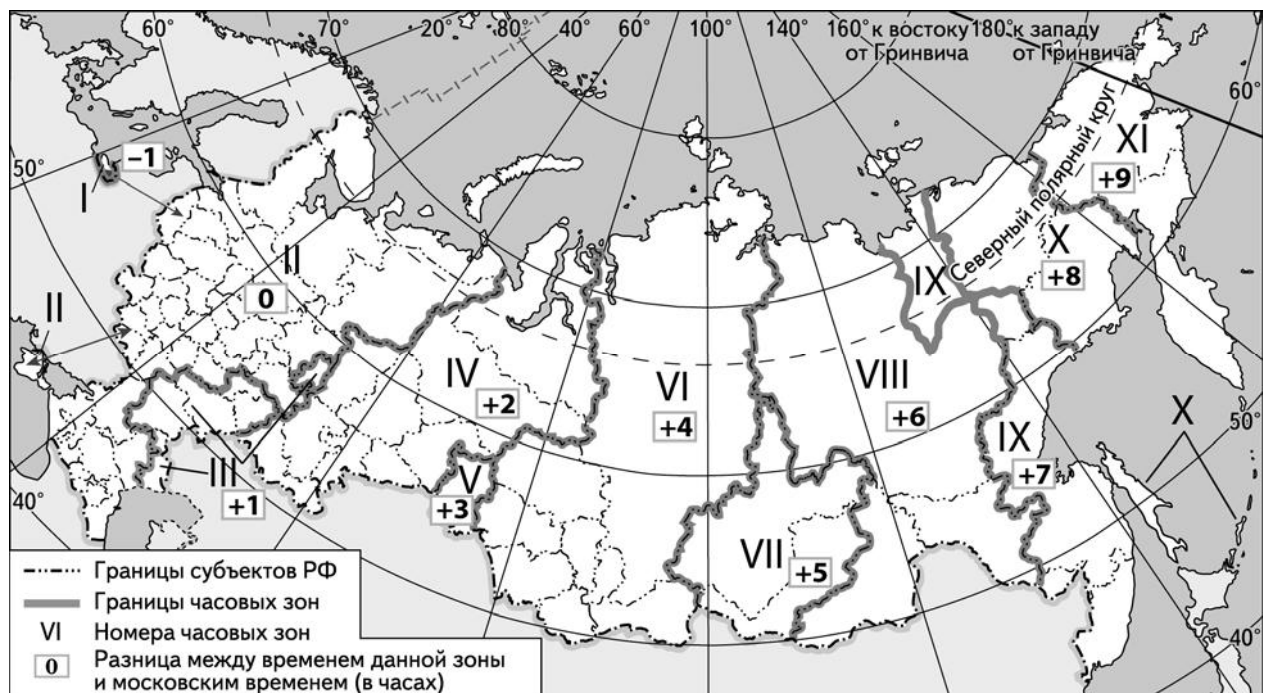 60°
70°
20°
40°
60°
80°
100°
120°
140°
160° к востоку
от Гринвича
180° к западу
от Гринвича
60°
50°
I
–1
II
0
II
III
+1
IV
+2
V
+3
VI
+4
VII
+5
VIII
+6
IX
IX
+7
Северный полярный круг
X
+8
XI
+9
X
50°
40°
40°
Границы субъектов РФ
Границы часовых зон
VI Номера часовых зон
0 Разница между временем данной зоны
и московским временем (в часах)